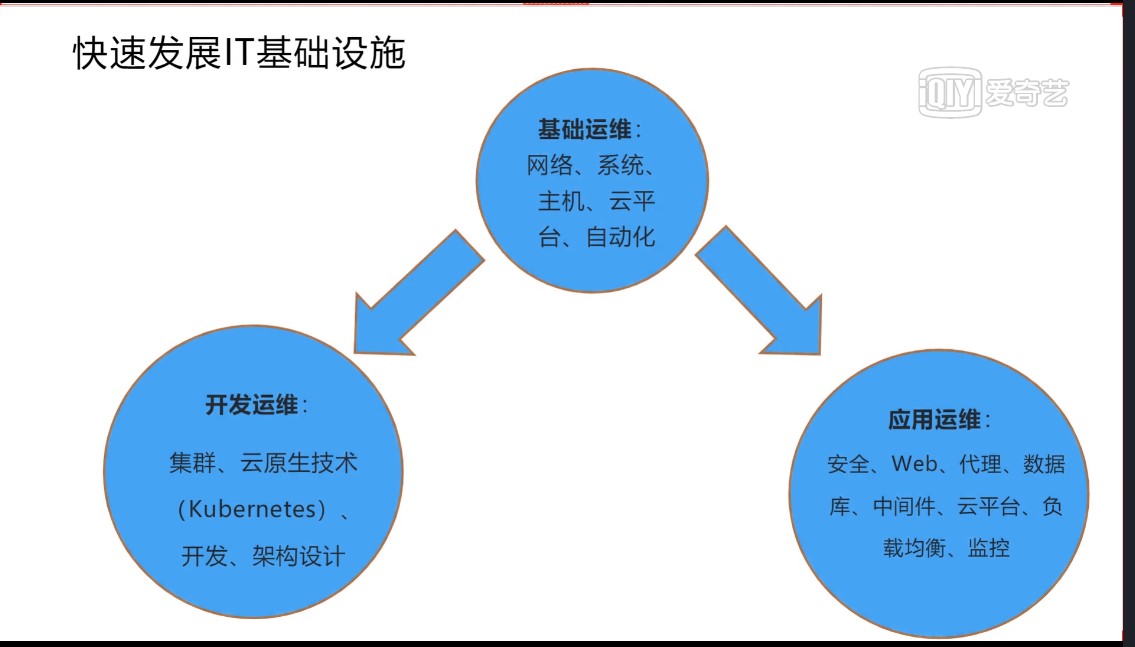 快速发展IT基础设施
iQIYI 爱奇艺
基础运维：
网络、系统、
主机、云平
台、自动化
开发运维：
集群、云原生技术
（Kubernetes）、
开发、架构设计
应用运维：
安全、Web、代理、数据
库、中间件、云平台、负
载均衡、监控